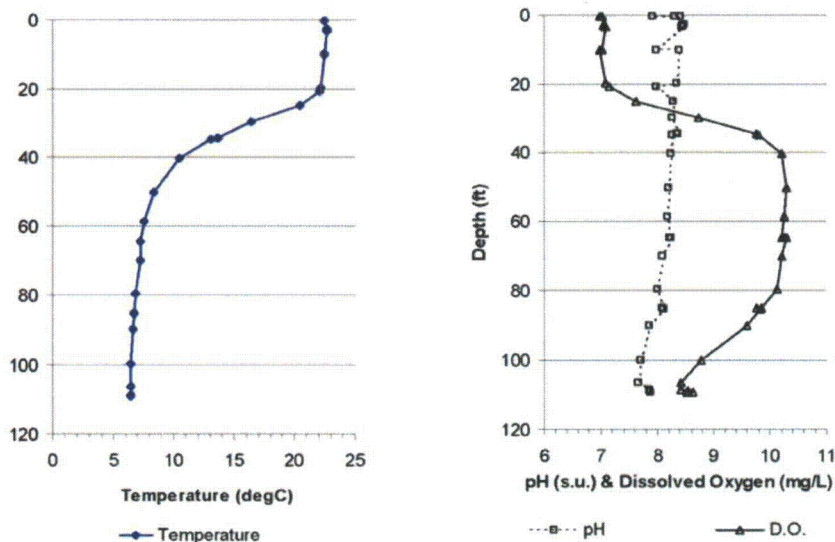 0
20
40
60
80
100
120
0 5 10 15 20 25
Temperature (degC)
Temperature
Depth (ft)
0
20
40
60
80
100
120
6 7 8 9 10 11
pH (s.u.) & Dissolved Oxygen (mg/L)
pH D.O.